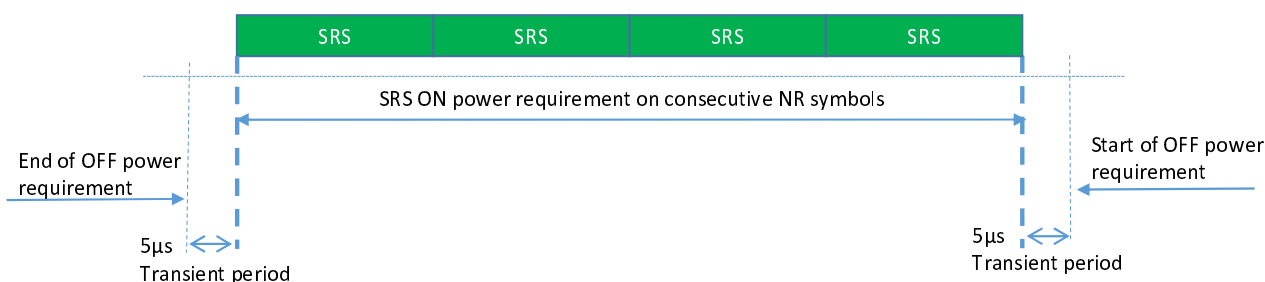 SRS SRS SRS SRS
SRS ON power requirement on consecutive NR symbols
End of OFF power
requirement
Start of OFF power
requirement
5µs
Transient period
5µs
Transient period